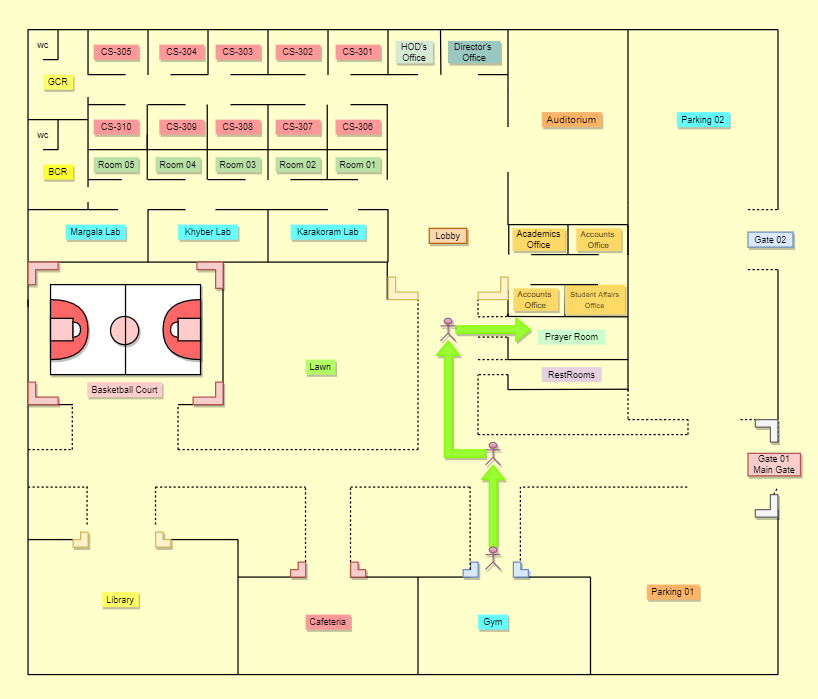 wc
CS-305
CS-304
CS-303
CS-302
CS-301
HOD's
Office
Director's
Office
GCR
CS-310
CS-309
CS-308
CS-307
CS-306
Auditorium
Parking 02
wc
BCR
Room 05
Room 04
Room 03
Room 02
Room 01
Margala Lab
Khyber Lab
Karakoram Lab
Lobby
Academics
Office
Accounts
Office
Gate 02
Accounts
Office
Student Affairs
Office
Prayer Room
Lawn
RestRooms
Basketball Court
Gate 01
Main Gate
Library
Cafeteria
Gym
Parking 01